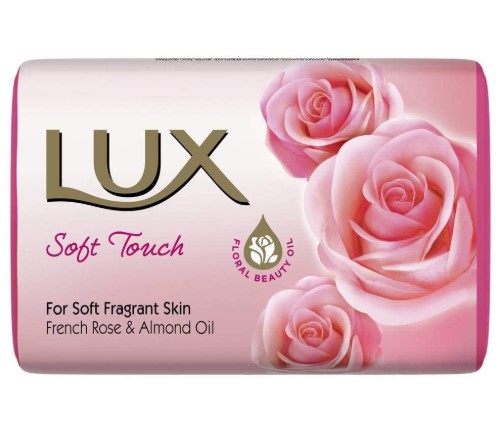 LUX
Soft Touch
FLORAL BEAUTY OIL
For Soft Fragrant Skin
French Rose & Almond Oil